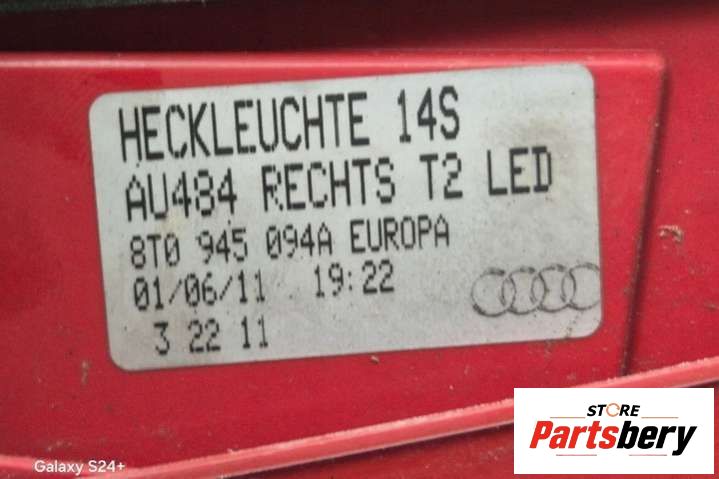 HECKLEUCHTE 14S
AU484 RECHTS T2 LED
8T0 945 094A EUROPA
01/06/11 19:22
3 22 11
STORE
Partsbery
Galaxy S24+